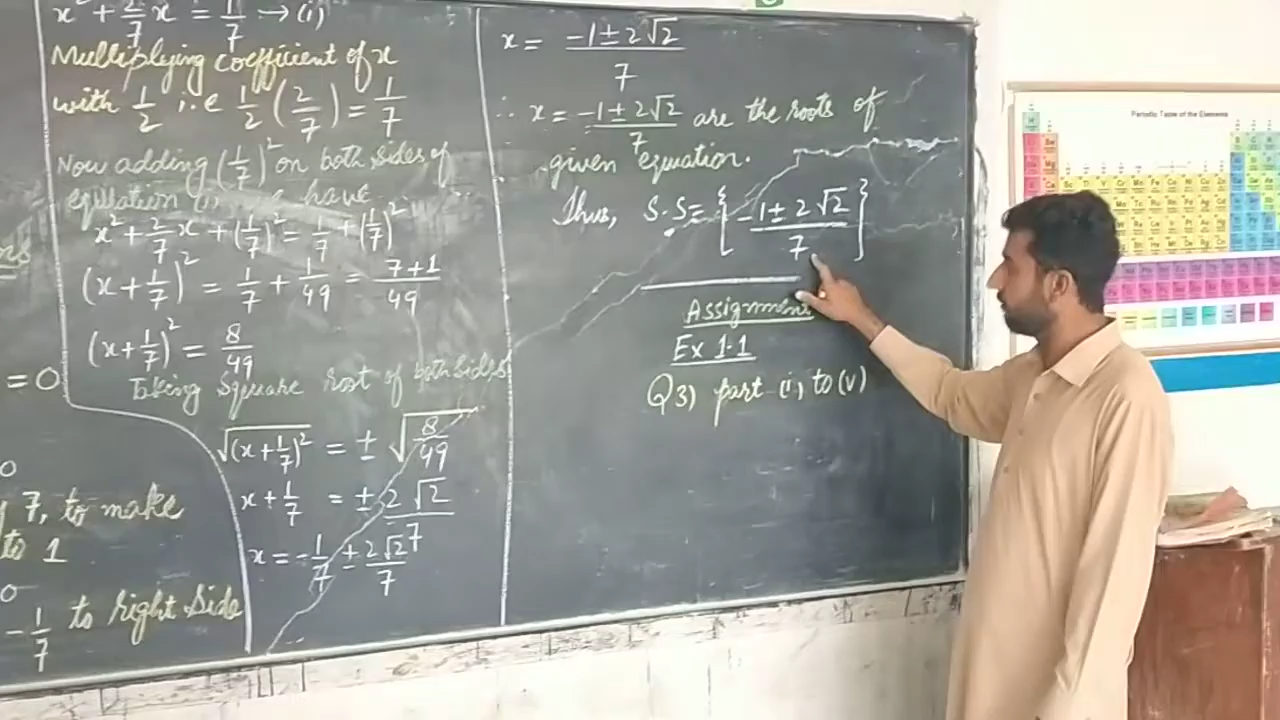 ns
= 0
0
y 7, to make
to 1
0
-1/7 to right side
x² + 2/7 x = 1/7 → (i)
Multiplying coefficient of x
with 1/2 i.e 1/2 (2/7) = 1/7
Now adding (1/7)² on both sides of
equation (i) have
x² + 2/7 x + (1/7)² = 1/7 + (1/7)²
(x + 1/7)² = 1/7 + 1/49 = 7+1/49
(x + 1/7)² = 8/49
Taking square root of both sides
√(x + 1/7)² = ± √8/49
x + 1/7 = ± 2√2/7
x = -1/7 ± 2√2/7
x = -1 ± 2√2/7
∴ x = -1 ± 2√2/7 are the roots of
given equation.
Thus, S.S = { -1 ± 2√2/7 }
Assignment
Ex 1.1
Q3) part (i) to (v)
Periodic Table of the Elements